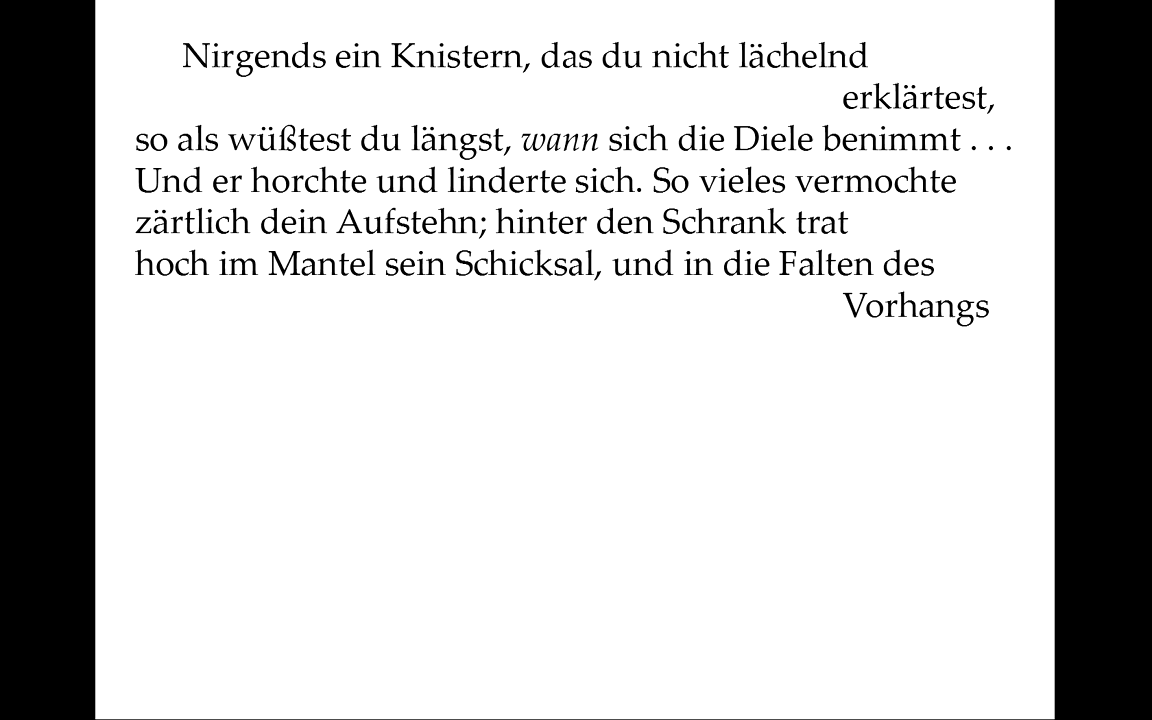 Nirgends ein Knistern, das du nicht lächelnd
erklärtest,
so als wüßtest du längst, wann sich die Diele benimmt . . .
Und er horchte und linderte sich. So vieles vermochte
zärtlich dein Aufstehn; hinter den Schrank trat
hoch im Mantel sein Schicksal, und in die Falten des
Vorhangs